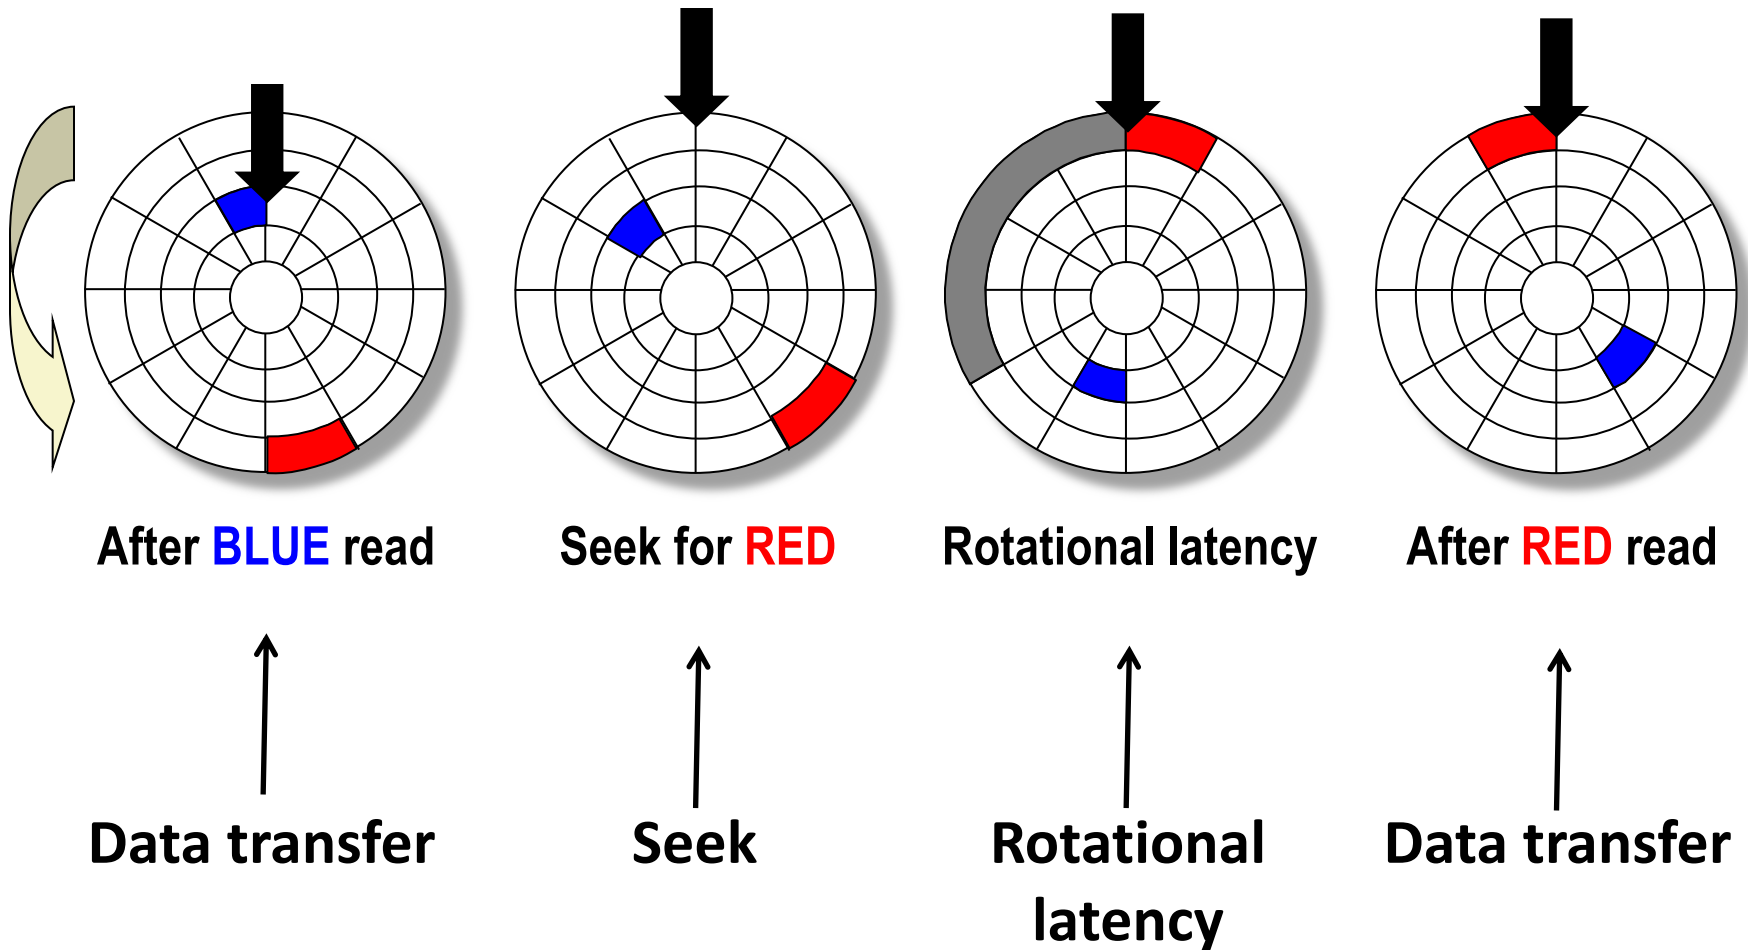 After BLUE read
Seek for RED
Rotational latency
After RED read
Data transfer
Seek
Rotational
latency
Data transfer